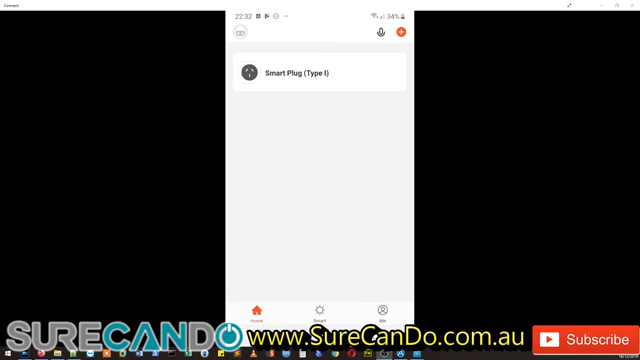 Connect
22:32
34%
Smart Plug (Type I)
Home
Smart
Me
SURECANDO
www.SureCanDo.com.au
Subscribe